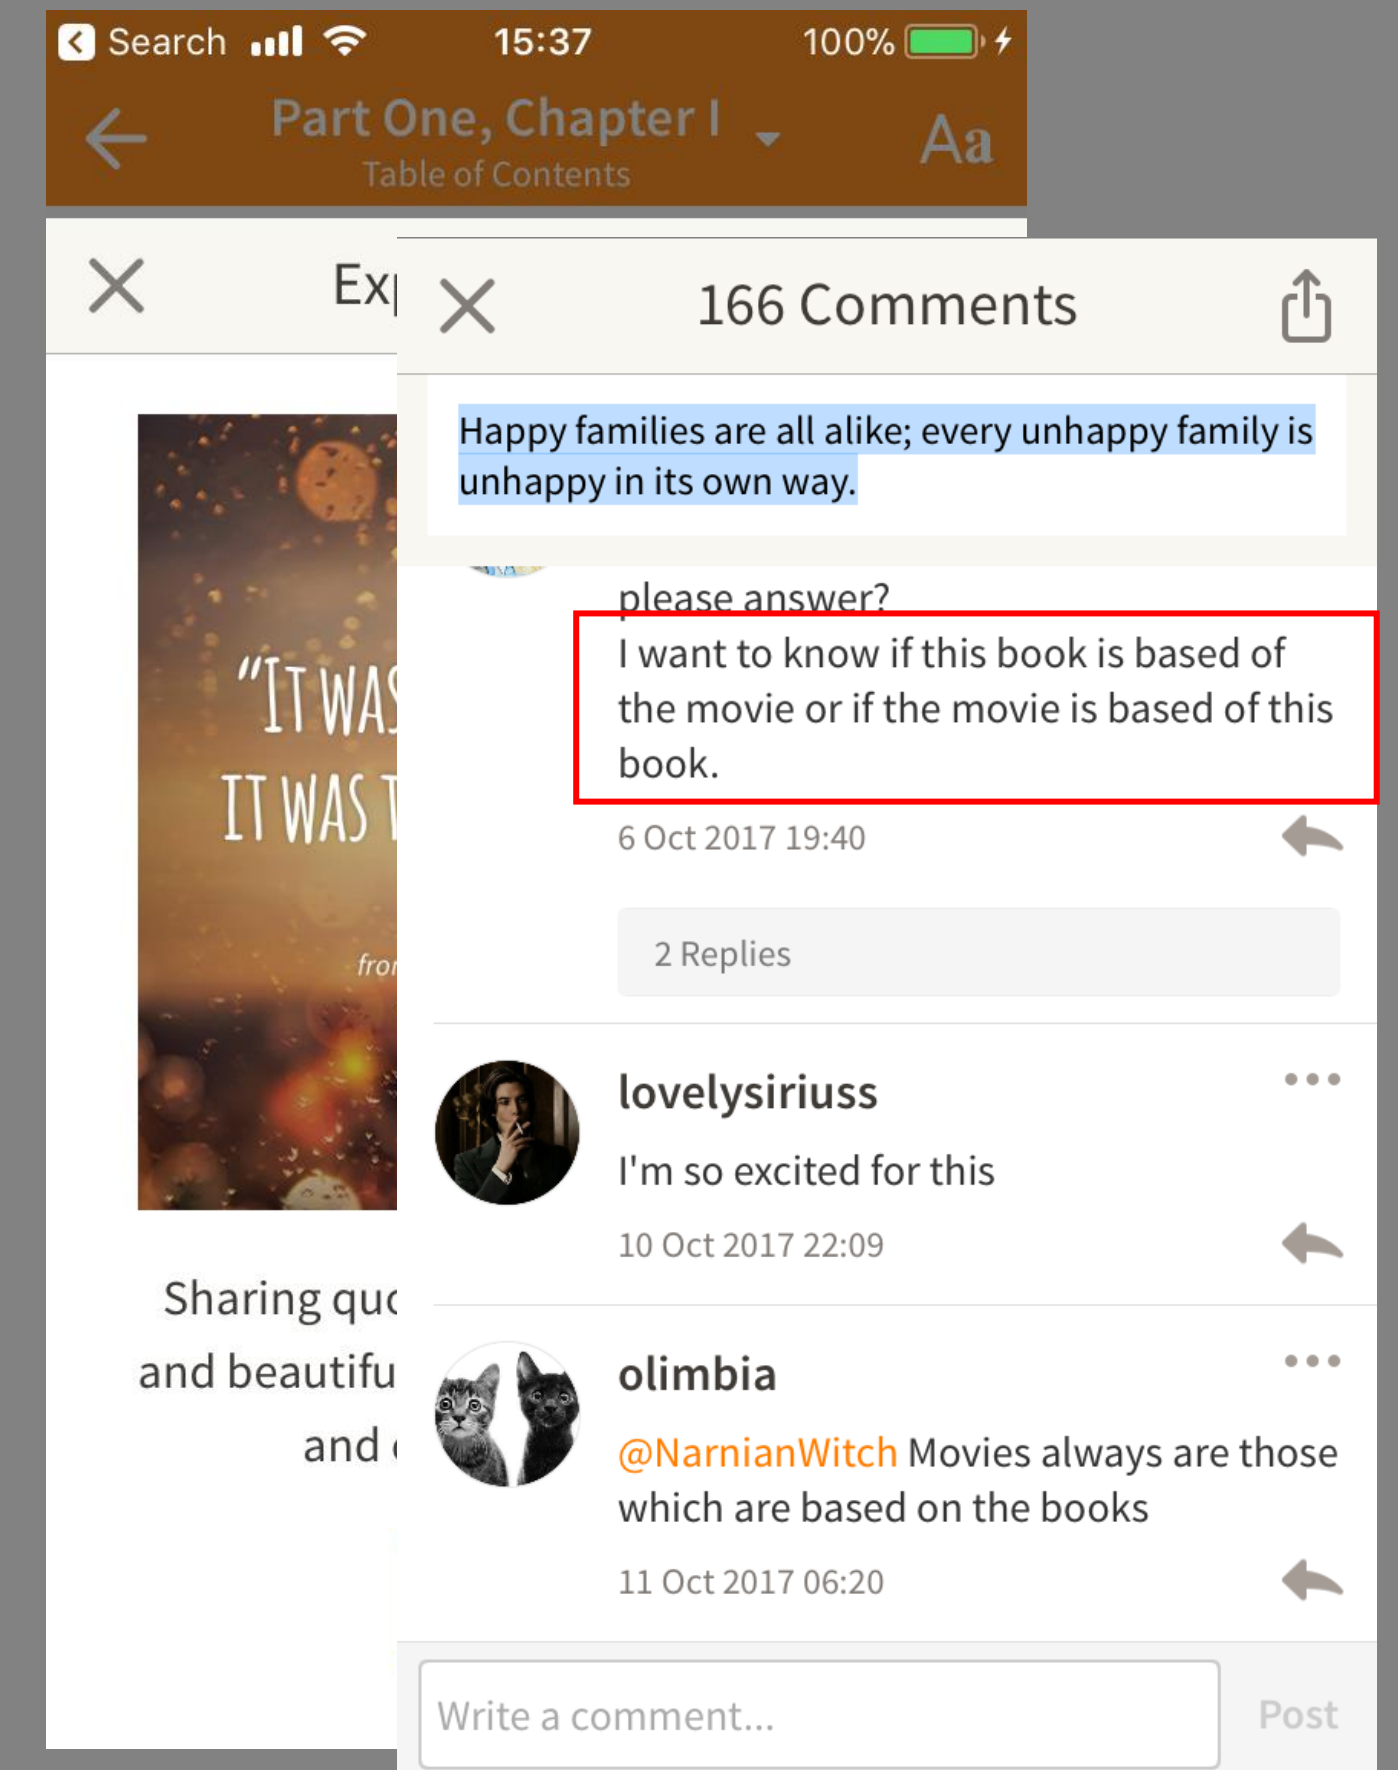 Search 15:37 100%
Part One, Chapter I
Table of Contents
Aa
166 Comments
Happy families are all alike; every unhappy family is
unhappy in its own way.
please answer?
I want to know if this book is based of
the movie or if the movie is based of this
book.
6 Oct 2017 19:40
2 Replies
lovelysiriuss
I'm so excited for this
10 Oct 2017 22:09
olimbia
@NarnianWitch Movies always are those
which are based on the books
11 Oct 2017 06:20
Write a comment...
Post
"IT WAS
IT WAS
Sharing
and
and